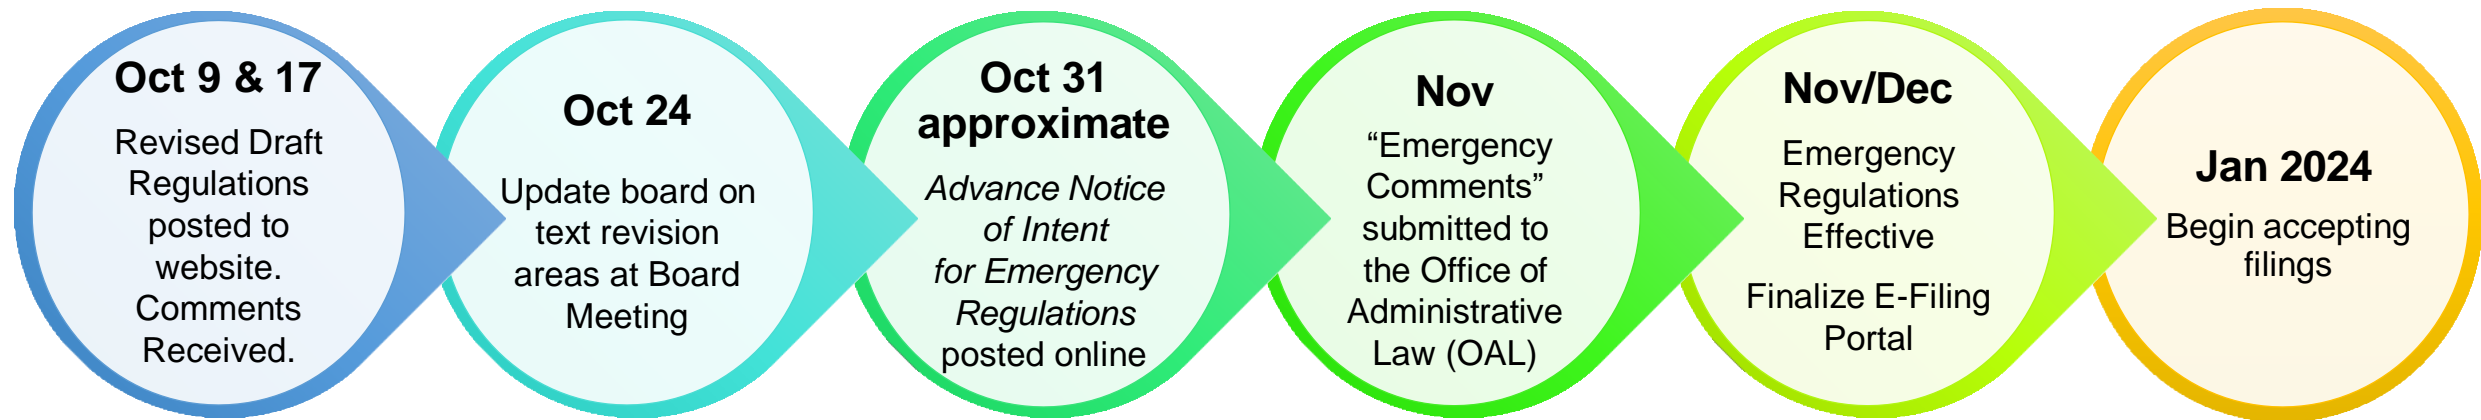 Oct 9 & 17
Revised Draft
Regulations
posted to
website.
Comments
Received.
Oct 24
Update board on
text revision
areas at Board
Meeting
Oct 31
approximate
Advance Notice
of Intent
for Emergency
Regulations
posted online
Nov
“Emergency
Comments”
submitted to
the Office of
Administrative
Law (OAL)
Nov/Dec
Emergency
Regulations
Effective
Finalize E-Filing
Portal
Jan 2024
Begin accepting
filings